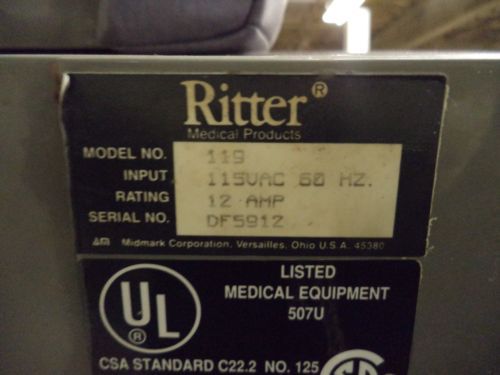 Ritter®
Medical Products
MODEL NO. 119
INPUT 115VAC 60 HZ.
RATING 12 AMP
SERIAL NO. DF5912
Midmark Corporation, Versailles, Ohio U.S.A. 45380
UL ®
LISTED
MEDICAL EQUIPMENT
507U
CSA STANDARD C22.2 NO. 125